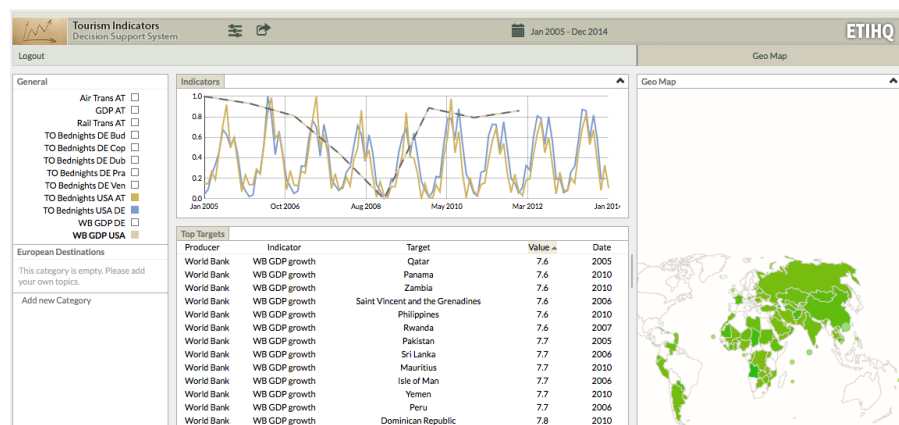 Tourism Indicators
Decision Support System
Jan 2005 - Dec 2014
ETIHQ
Logout
Geo Map
General
Air Trans AT
GDP AT
Rail Trans AT
TO Bednights DE Bud
TO Bednights DE Cop
TO Bednights DE Dub
TO Bednights DE Pra
TO Bednights DE Ven
TO Bednights USA AT
TO Bednights USA DE
WB GDP DE
WB GDP USA
European Destinations
This category is empty. Please add
your own topics.
Add new Category
Indicators
1.0
0.8
0.6
0.4
0.2
0.0
Jan 2005 Oct 2006 Aug 2008 May 2010 Mar 2012 Jan 201
Top Targets
Producer Indicator Target Value Date
World Bank WB GDP growth Qatar 7.6 2005
World Bank WB GDP growth Panama 7.6 2010
World Bank WB GDP growth Zambia 7.6 2010
World Bank WB GDP growth Saint Vincent and the Grenadines 7.6 2006
World Bank WB GDP growth Philippines 7.6 2010
World Bank WB GDP growth Rwanda 7.6 2007
World Bank WB GDP growth Pakistan 7.7 2005
World Bank WB GDP growth Sri Lanka 7.7 2006
World Bank WB GDP growth Mauritius 7.7 2010
World Bank WB GDP growth Isle of Man 7.7 2006
World Bank WB GDP growth Yemen 7.7 2010
World Bank WB GDP growth Peru 7.7 2006
World Bank WB GDP growth Dominican Republic 7.8 2010
Geo Map